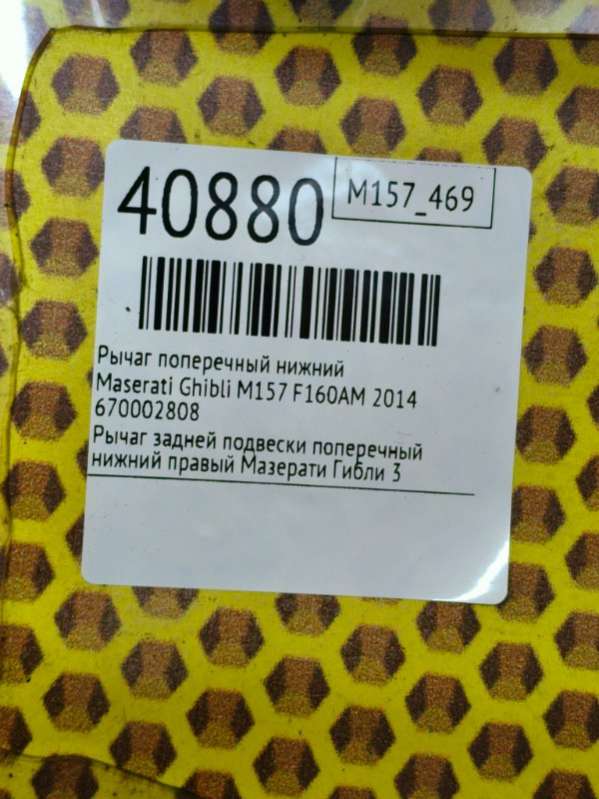 40880
M157_469
Рычаг поперечный нижний
Maserati Ghibli M157 F160AM 2014
670002808
Рычаг задней подвески поперечный
нижний правый Мазерати Гибли 3